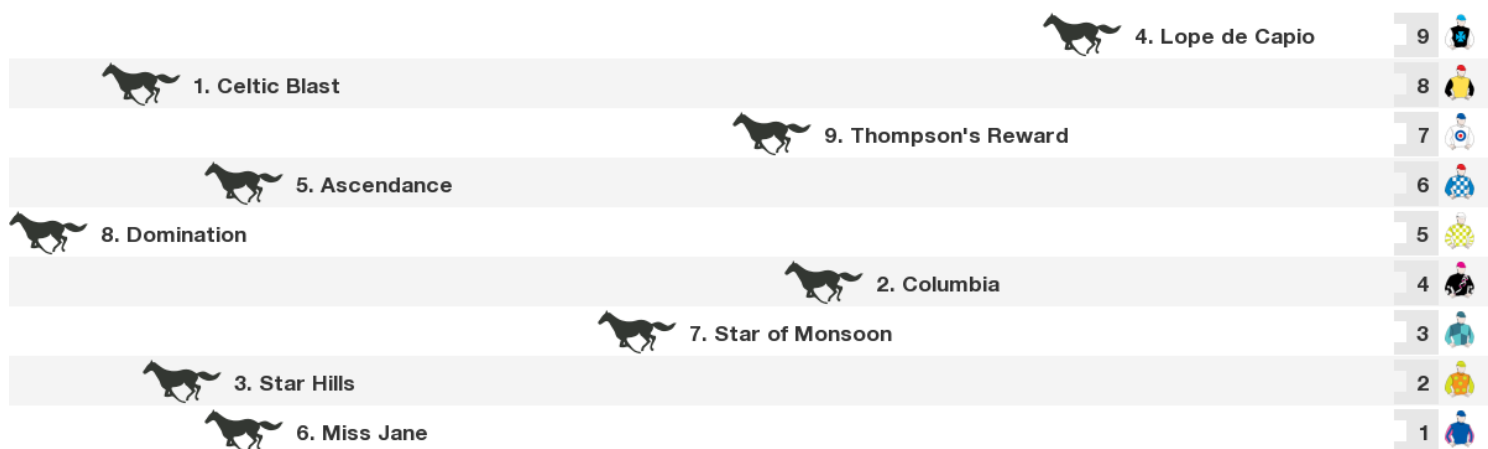 4. Lope de Capio 9
1. Celtic Blast 8
9. Thompson's Reward 7
5. Ascendance 6
8. Domination 5
2. Columbia 4
7. Star of Monsoon 3
3. Star Hills 2
6. Miss Jane 1